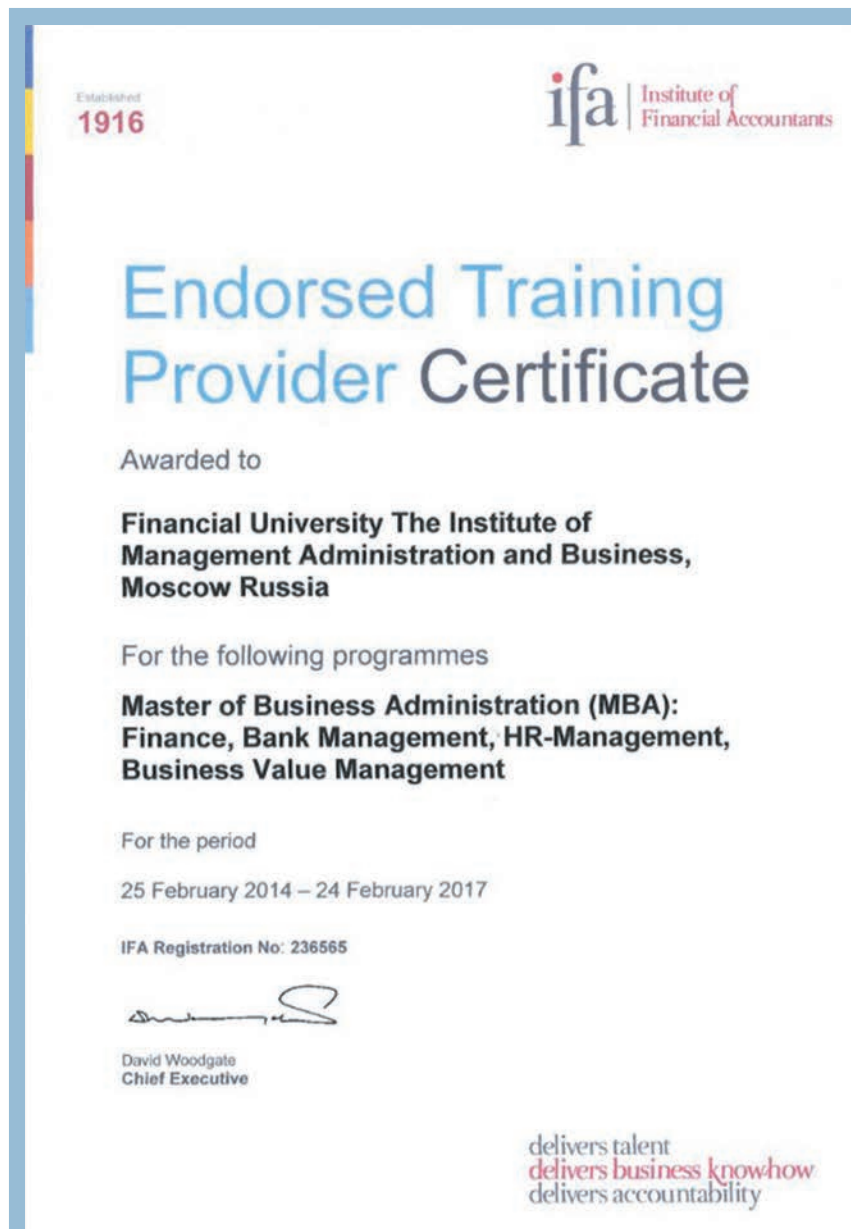 Established
1916
ifa
Institute of
Financial Accountants
Endorsed Training
Provider Certificate
Awarded to
Financial University The Institute of
Management Administration and Business,
Moscow Russia
For the following programmes
Master of Business Administration (MBA):
Finance, Bank Management, HR-Management,
Business Value Management
For the period
25 February 2014 – 24 February 2017
IFA Registration No: 236565
David Woodgate
Chief Executive
delivers talent
delivers business know-how
delivers accountability